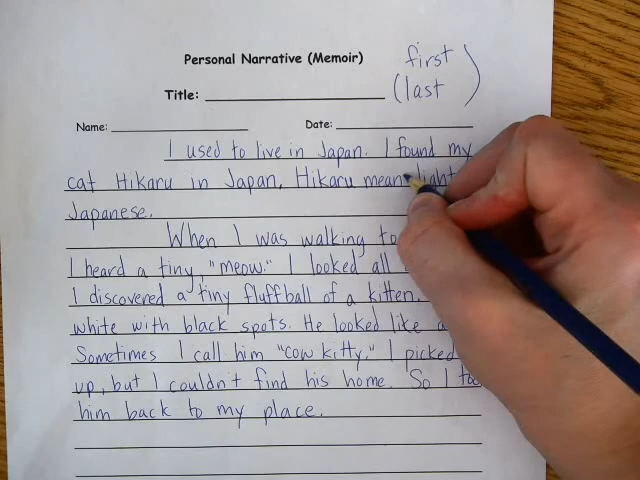 Personal Narrative (Memoir)
first
(last )
Title:
Name: Date:
I used to live in Japan. I found my
cat Hikaru in Japan. Hikaru means light
Japanese.
When I was walking to
I heard a tiny, "meow." I looked all
I discovered a tiny fluffball of a kitten.
white with black spots. He looked like a
Sometimes I call him "cow kitty." I picked
up, but I couldn't find his home. So I
him back to my place.